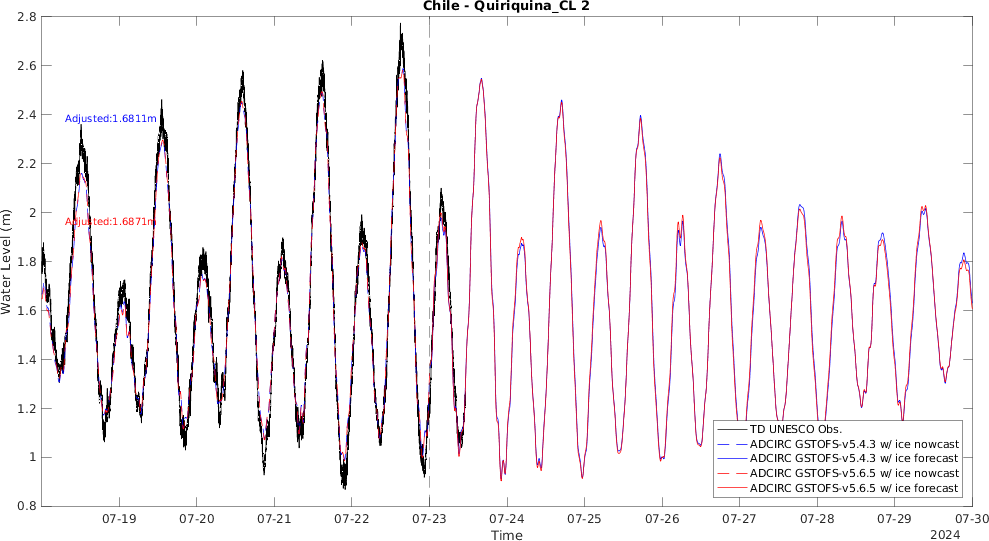 Chile - Quiriquina_CL 2
2.8
2.6
2.4
2.2
2
1.8
1.6
1.4
1.2
1
0.8
Water Level (m)
Adjusted:1.6811m
Adjusted:1.6871m
TD UNESCO Obs.
ADCIRC GSTOFS-v5.4.3 w/ ice nowcast
ADCIRC GSTOFS-v5.4.3 w/ ice forecast
ADCIRC GSTOFS-v5.6.5 w/ ice nowcast
ADCIRC GSTOFS-v5.6.5 w/ ice forecast
07-19 07-20 07-21 07-22 07-23 07-24 07-25 07-26 07-27 07-28 07-29 07-30
Time
2024